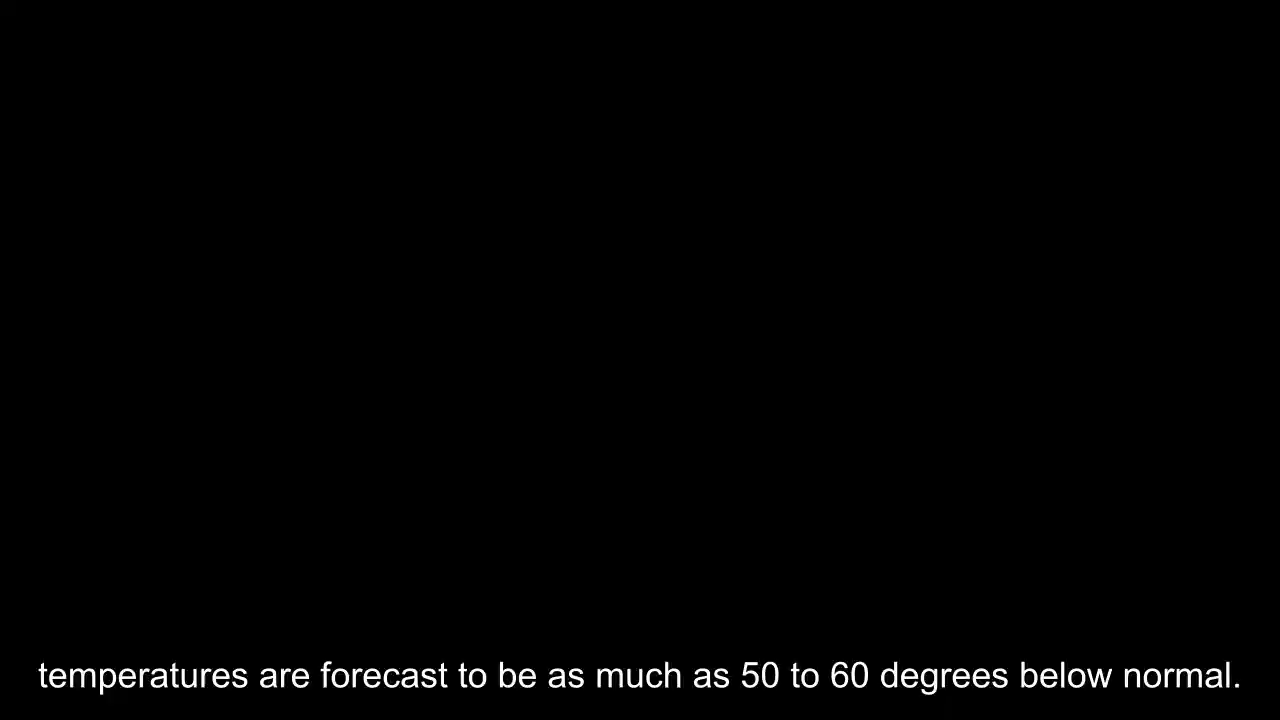 temperatures are forecast to be as much as 50 to 60 degrees below normal.